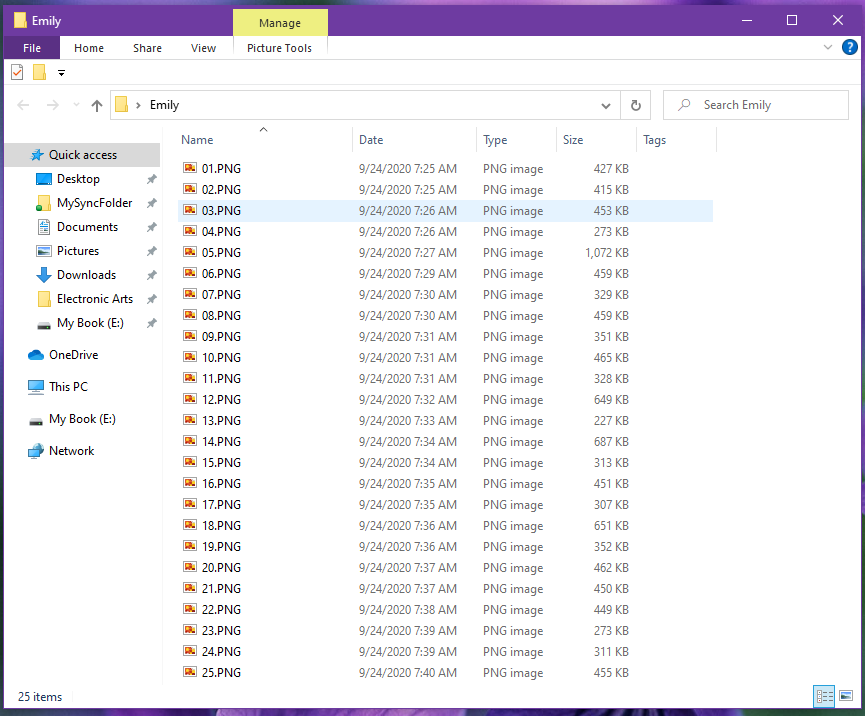 Emily
Manage
File Home Share View Picture Tools
?
Emily
Search Emily
Name Date Type Size Tags
Quick access
Desktop
MySyncFolder
Documents
Pictures
Downloads
Electronic Arts
My Book (E:)
OneDrive
This PC
My Book (E:)
Network
01.PNG 9/24/2020 7:25 AM PNG image 427 KB
02.PNG 9/24/2020 7:25 AM PNG image 415 KB
03.PNG 9/24/2020 7:26 AM PNG image 453 KB
04.PNG 9/24/2020 7:26 AM PNG image 273 KB
05.PNG 9/24/2020 7:27 AM PNG image 1,072 KB
06.PNG 9/24/2020 7:29 AM PNG image 459 KB
07.PNG 9/24/2020 7:30 AM PNG image 329 KB
08.PNG 9/24/2020 7:30 AM PNG image 459 KB
09.PNG 9/24/2020 7:31 AM PNG image 351 KB
10.PNG 9/24/2020 7:31 AM PNG image 465 KB
11.PNG 9/24/2020 7:31 AM PNG image 328 KB
12.PNG 9/24/2020 7:32 AM PNG image 649 KB
13.PNG 9/24/2020 7:33 AM PNG image 227 KB
14.PNG 9/24/2020 7:34 AM PNG image 687 KB
15.PNG 9/24/2020 7:34 AM PNG image 313 KB
16.PNG 9/24/2020 7:35 AM PNG image 451 KB
17.PNG 9/24/2020 7:35 AM PNG image 307 KB
18.PNG 9/24/2020 7:36 AM PNG image 651 KB
19.PNG 9/24/2020 7:36 AM PNG image 352 KB
20.PNG 9/24/2020 7:37 AM PNG image 462 KB
21.PNG 9/24/2020 7:37 AM PNG image 450 KB
22.PNG 9/24/2020 7:38 AM PNG image 449 KB
23.PNG 9/24/2020 7:39 AM PNG image 273 KB
24.PNG 9/24/2020 7:39 AM PNG image 311 KB
25.PNG 9/24/2020 7:40 AM PNG image 455 KB
25 items